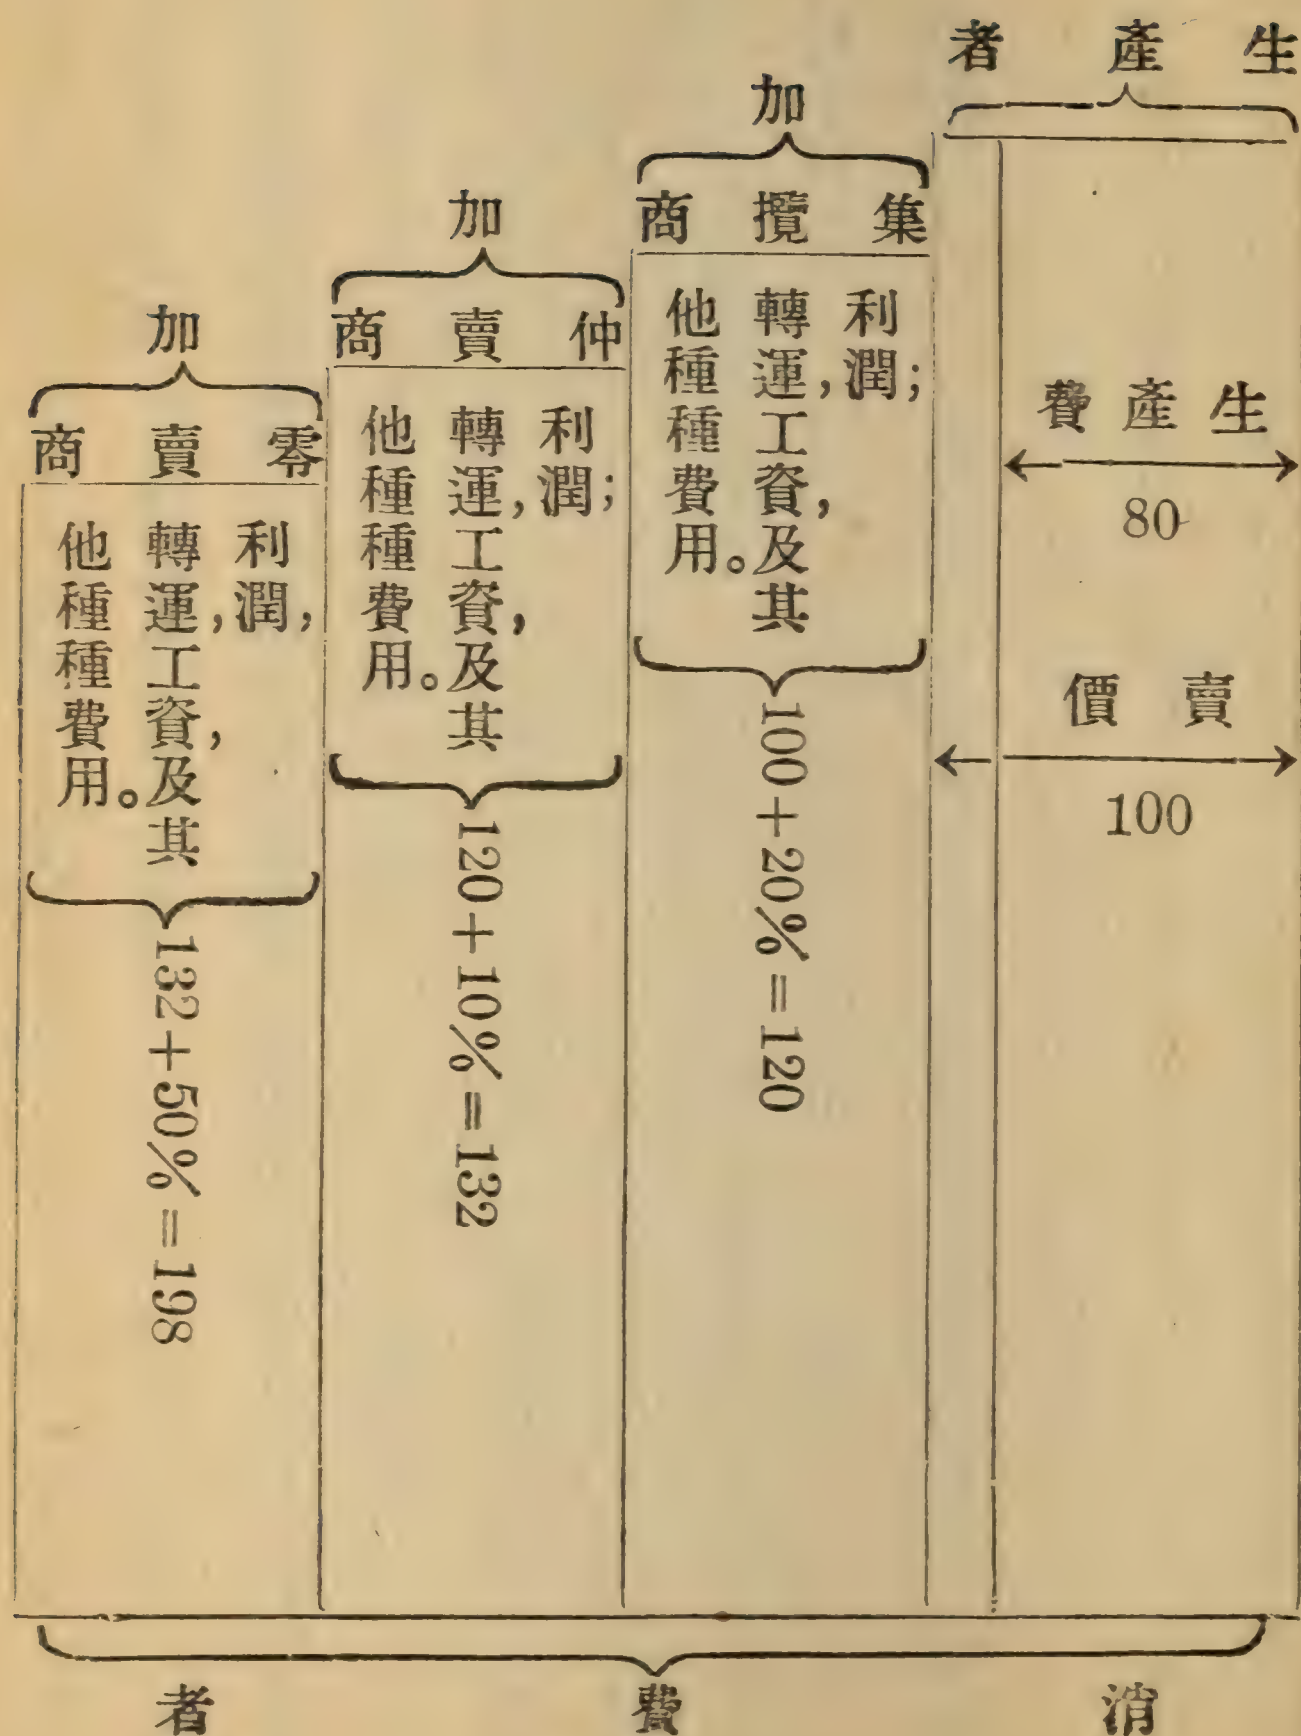 生產者
生產費
80
賣價
100
加
集攬商
利潤;
轉運,工資,及其
他種種費用。
100+20%=120
加
仲賣商
利潤;
轉運,工資,及其
他種種費用。
120+10%=132
加
零賣商
利潤,
轉運,工資,及其
他種種費用。
132+50%=198
消費者